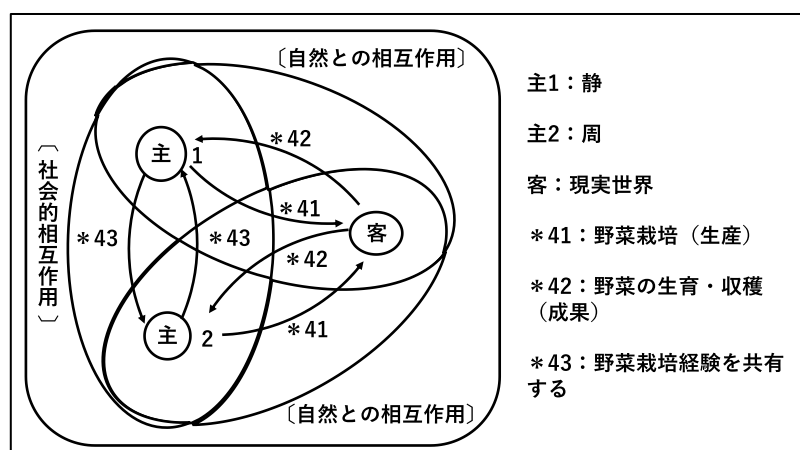 〔自然との相互作用〕
〔社会的相互作用〕
主 1
＊42
＊41
客
＊43
＊43
＊42
主 2
＊41
〔自然との相互作用〕
主1：静
主2：周
客：現実世界
＊41：野菜栽培（生産）
＊42：野菜の生育・収穫
（成果）
＊43：野菜栽培経験を共有
する